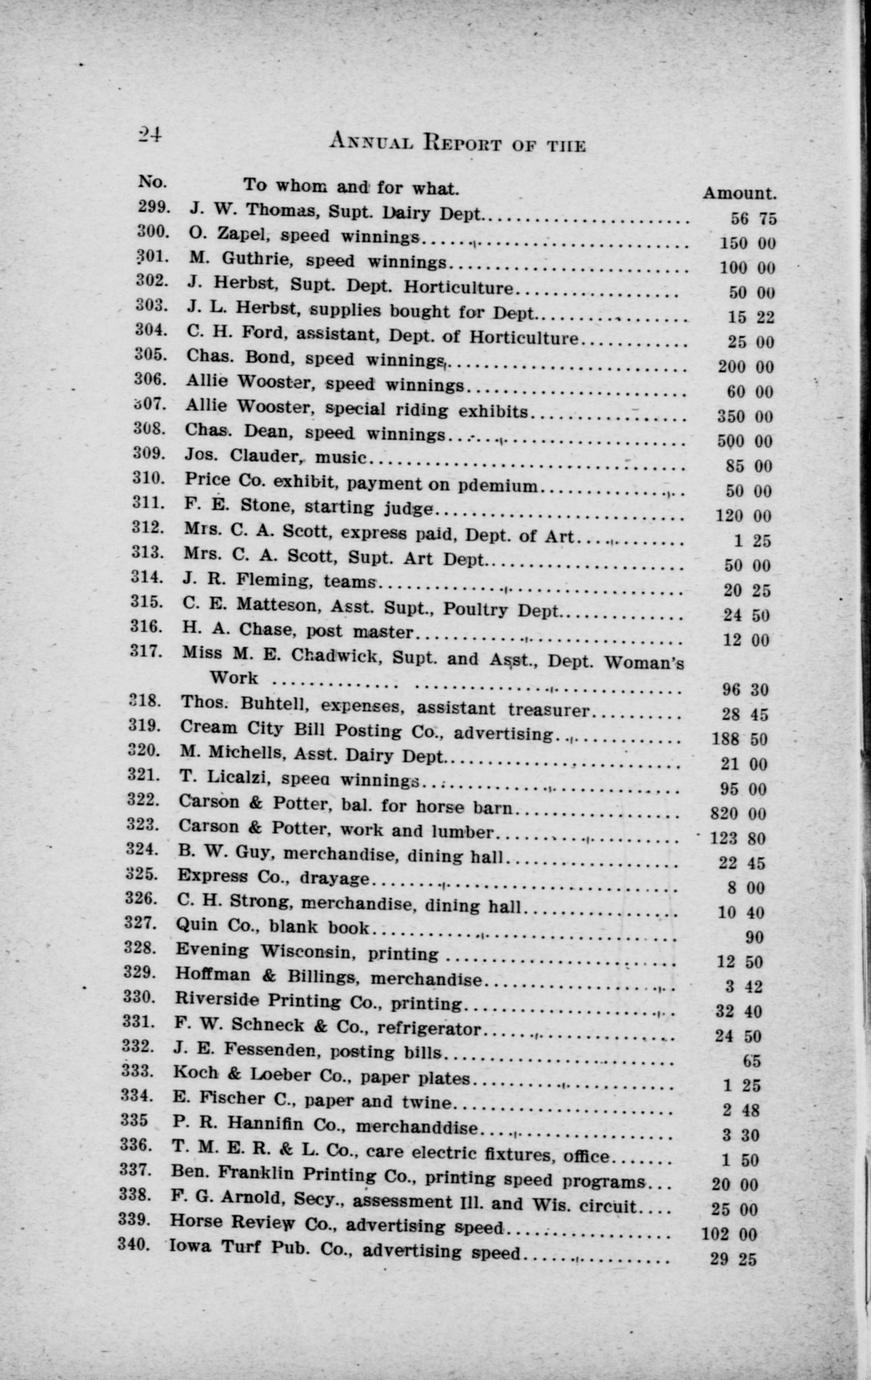 24
ANNUAL REPORT OF THE
No. To whom and for what. Amount.
299. J. W. Thomas, Supt. Dairy Dept. 56 75
300. O. Zapel, speed winnings 150 00
301. M. Guthrie, speed winnings 100 00
302. J. Herbst, Supt. Dept. Horticulture 50 00
303. J. L. Herbst, supplies bought for Dept. 15 22
304. C. H. Ford, assistant, Dept. of Horticulture 25 00
305. Chas. Bond, speed winnings 200 00
306. Allie Wooster, speed winnings 60 00
307. Allie Wooster, special riding exhibits 350 00
308. Chas. Dean, speed winnings 500 00
309. Jos. Clauder, music 85 00
310. Price Co. exhibit, payment on pdemium 50 00
311. F. E. Stone, starting judge 120 00
312. Mrs. C. A. Scott, express paid, Dept. of Art 1 25
313. Mrs. C. A. Scott, Supt. Art Dept. 50 00
314. J. R. Fleming, teams 20 25
315. C. E. Matteson, Asst. Supt., Poultry Dept. 24 50
316. H. A. Chase, post master 12 00
317. Miss M. E. Chadwick, Supt. and Asst., Dept. Woman's
Work 96 30
318. Thos. Buhtell, expenses, assistant treasurer 28 45
319. Cream City Bill Posting Co., advertising 188 50
320. M. Michells, Asst. Dairy Dept. 21 00
321. T. Licalzi, speed winnings 95 00
322. Carson & Potter, bal. for horse barn 820 00
323. Carson & Potter, work and lumber 123 80
324. B. W. Guy, merchandise, dining hall 22 45
325. Express Co., drayage 8 00
326. C. H. Strong, merchandise, dining hall 10 40
327. Quin Co., blank book 90
328. Evening Wisconsin, printing 12 50
329. Hoffman & Billings, merchandise 3 42
330. Riverside Printing Co., printing 32 40
331. F. W. Schneck & Co., refrigerator 24 50
332. J. E. Fessenden, posting bills 65
333. Koch & Loeber Co., paper plates 1 25
334. E. Fischer C., paper and twine 2 48
335 P. R. Hannifin Co., merchanddise 3 30
336. T. M. E. R. & L. Co., care electric fixtures, office 1 50
337. Ben. Franklin Printing Co., printing speed programs 20 00
338. F. G. Arnold, Secy., assessment Ill. and Wis. circuit 25 00
339. Horse Review Co., advertising speed 102 00
340. Iowa Turf Pub. Co., advertising speed 29 25